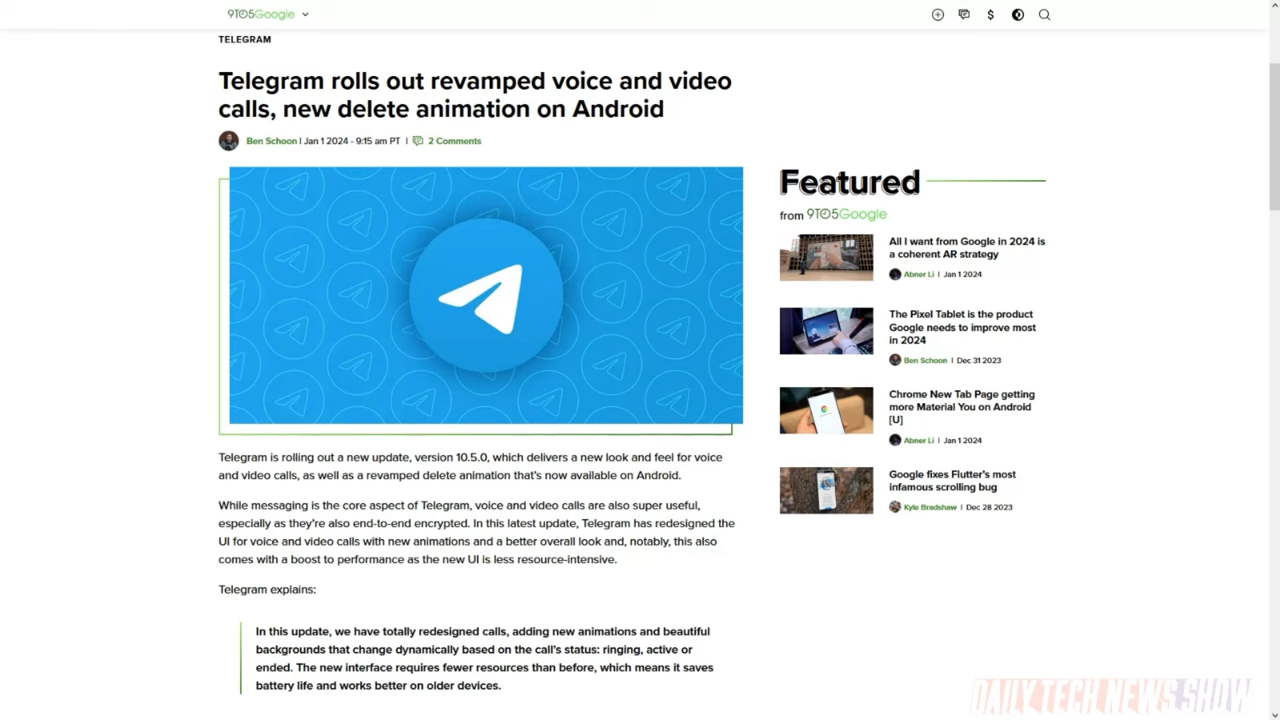 9TO5Google
TELEGRAM
Telegram rolls out revamped voice and video
calls, new delete animation on Android
Ben Schoon | Jan 1 2024 - 9:15 am PT | 2 Comments
Telegram is rolling out a new update, version 10.5.0, which delivers a new look and feel for voice
and video calls, as well as a revamped delete animation that's now available on Android.
While messaging is the core aspect of Telegram, voice and video calls are also super useful,
especially as they're also end-to-end encrypted. In this latest update, Telegram has redesigned the
UI for voice and video calls with new animations and a better overall look and, notably, this also
comes with a boost to performance as the new UI is less resource-intensive.
Telegram explains:
In this update, we have totally redesigned calls, adding new animations and beautiful
backgrounds that change dynamically based on the call's status: ringing, active or
ended. The new interface requires fewer resources than before, which means it saves
battery life and works better on older devices.
Featured
from 9TO5Google
All I want from Google in 2024 is
a coherent AR strategy
Abner Li | Jan 1 2024
The Pixel Tablet is the product
Google needs to improve most
in 2024
Ben Schoon | Dec 31 2023
Chrome New Tab Page getting
more Material You on Android
[U]
Abner Li | Jan 1 2024
Google fixes Flutter's most
infamous scrolling bug
Kyle Bradshaw | Dec 28 2023
DAILY TECH NEWS SHOW